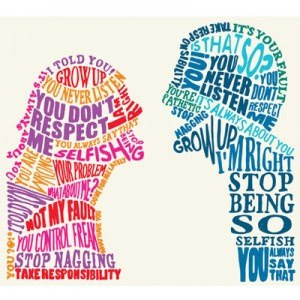 I TOLD YOU
GROW UP
YOU NEVER LISTEN
YOU DON'T
RESPECT
ME
YOU ALWAYS SAY THAT
SELFISH
YOUR PROBLEM
WHAT ABOUT ME?
NOT MY FAULT
YOU CONTROL FREAK
YOU ?!@!
STOP NAGGING
TAKE RESPONSIBILITY
TAKE RESPONSIBILITY
IT'S YOUR FAULT
IS THAT SO?
YOU
NEVER
LISTEN
YOU DON'T
RESPECT
ME
YOU'RE
PATHETIC
IT'S ALWAYS ABOUT YOU
STOP
NAGGING
GROW UP
I'M RIGHT
STOP
BEING
SO
SELFISH
YOU ALWAYS
SAY
THAT